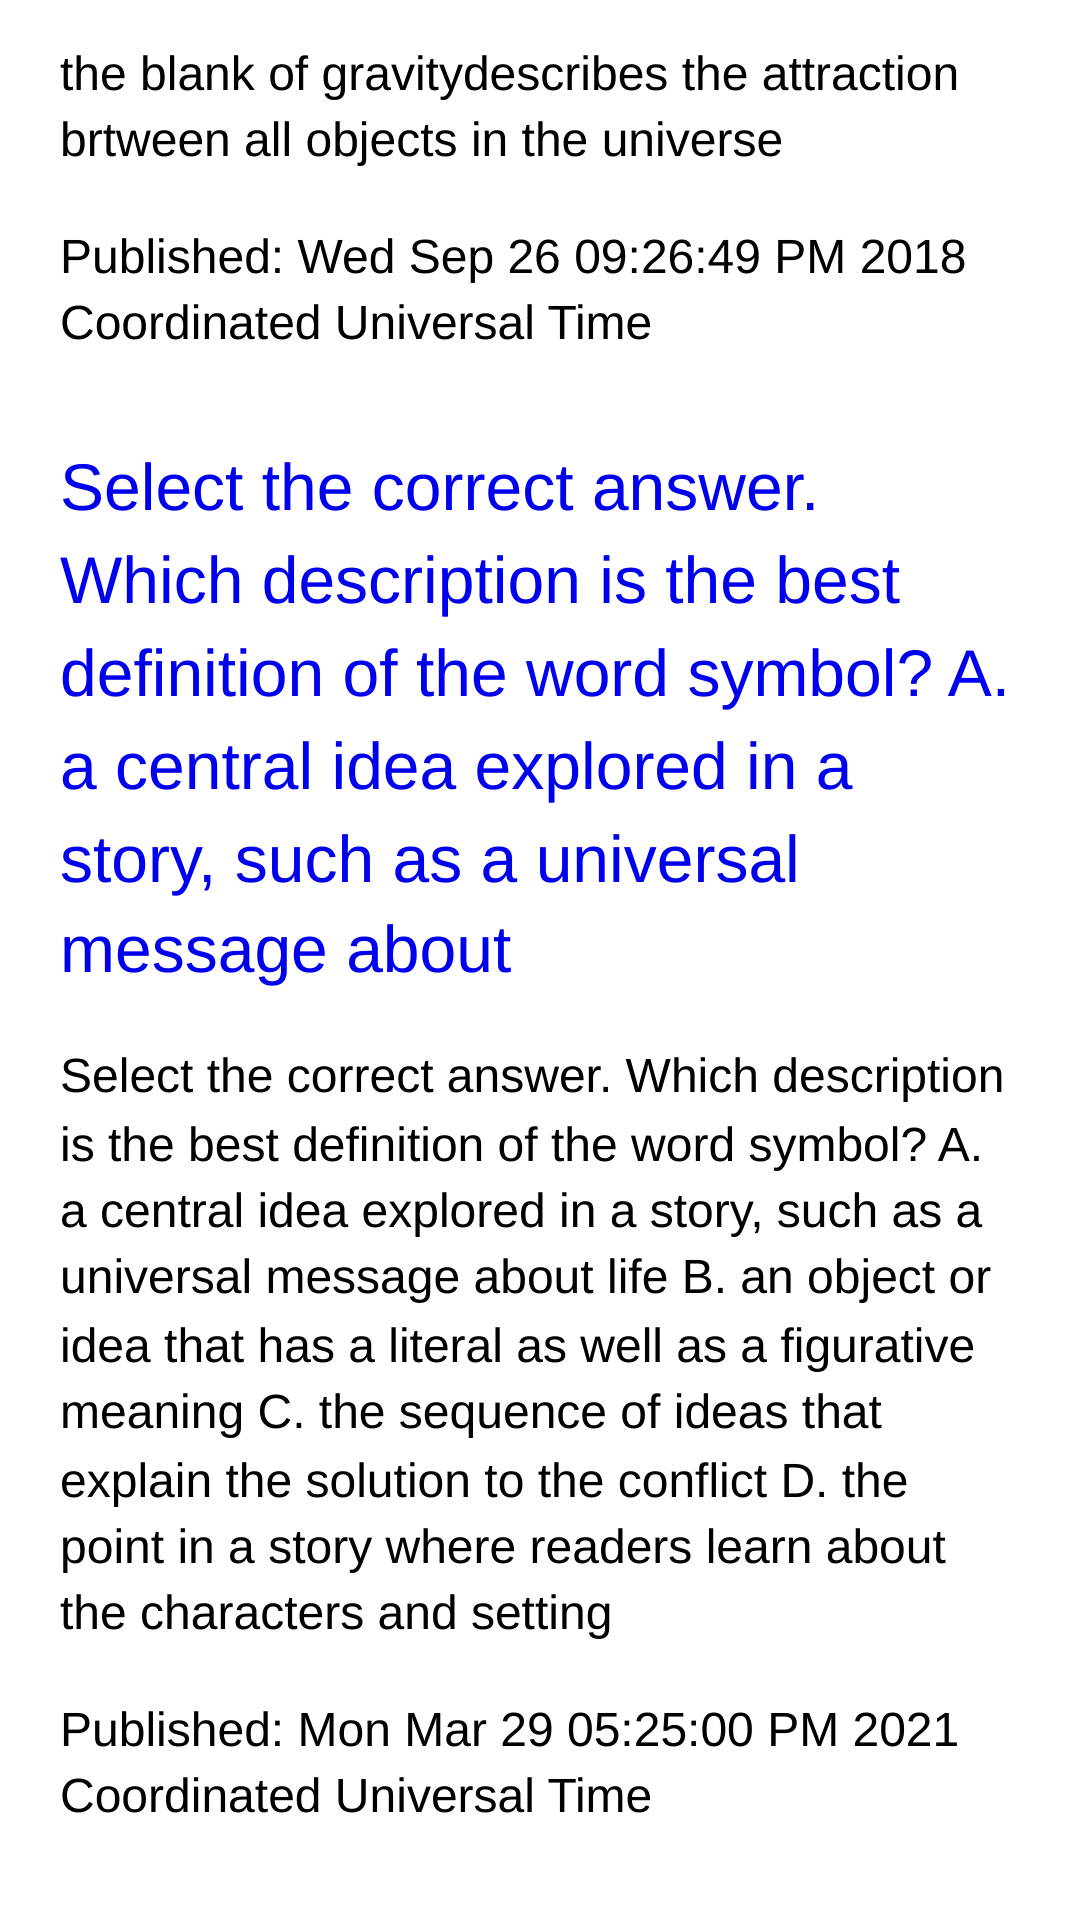 the blank of gravitydescribes the attraction
brtween all objects in the universe
Published: Wed Sep 26 09:26:49 PM 2018
Coordinated Universal Time
Select the correct answer.
Which description is the best
definition of the word symbol? A.
a central idea explored in a
story, such as a universal
message about
Select the correct answer. Which description
is the best definition of the word symbol? A.
a central idea explored in a story, such as a
universal message about life B. an object or
idea that has a literal as well as a figurative
meaning C. the sequence of ideas that
explain the solution to the conflict D. the
point in a story where readers learn about
the characters and setting
Published: Mon Mar 29 05:25:00 PM 2021
Coordinated Universal Time